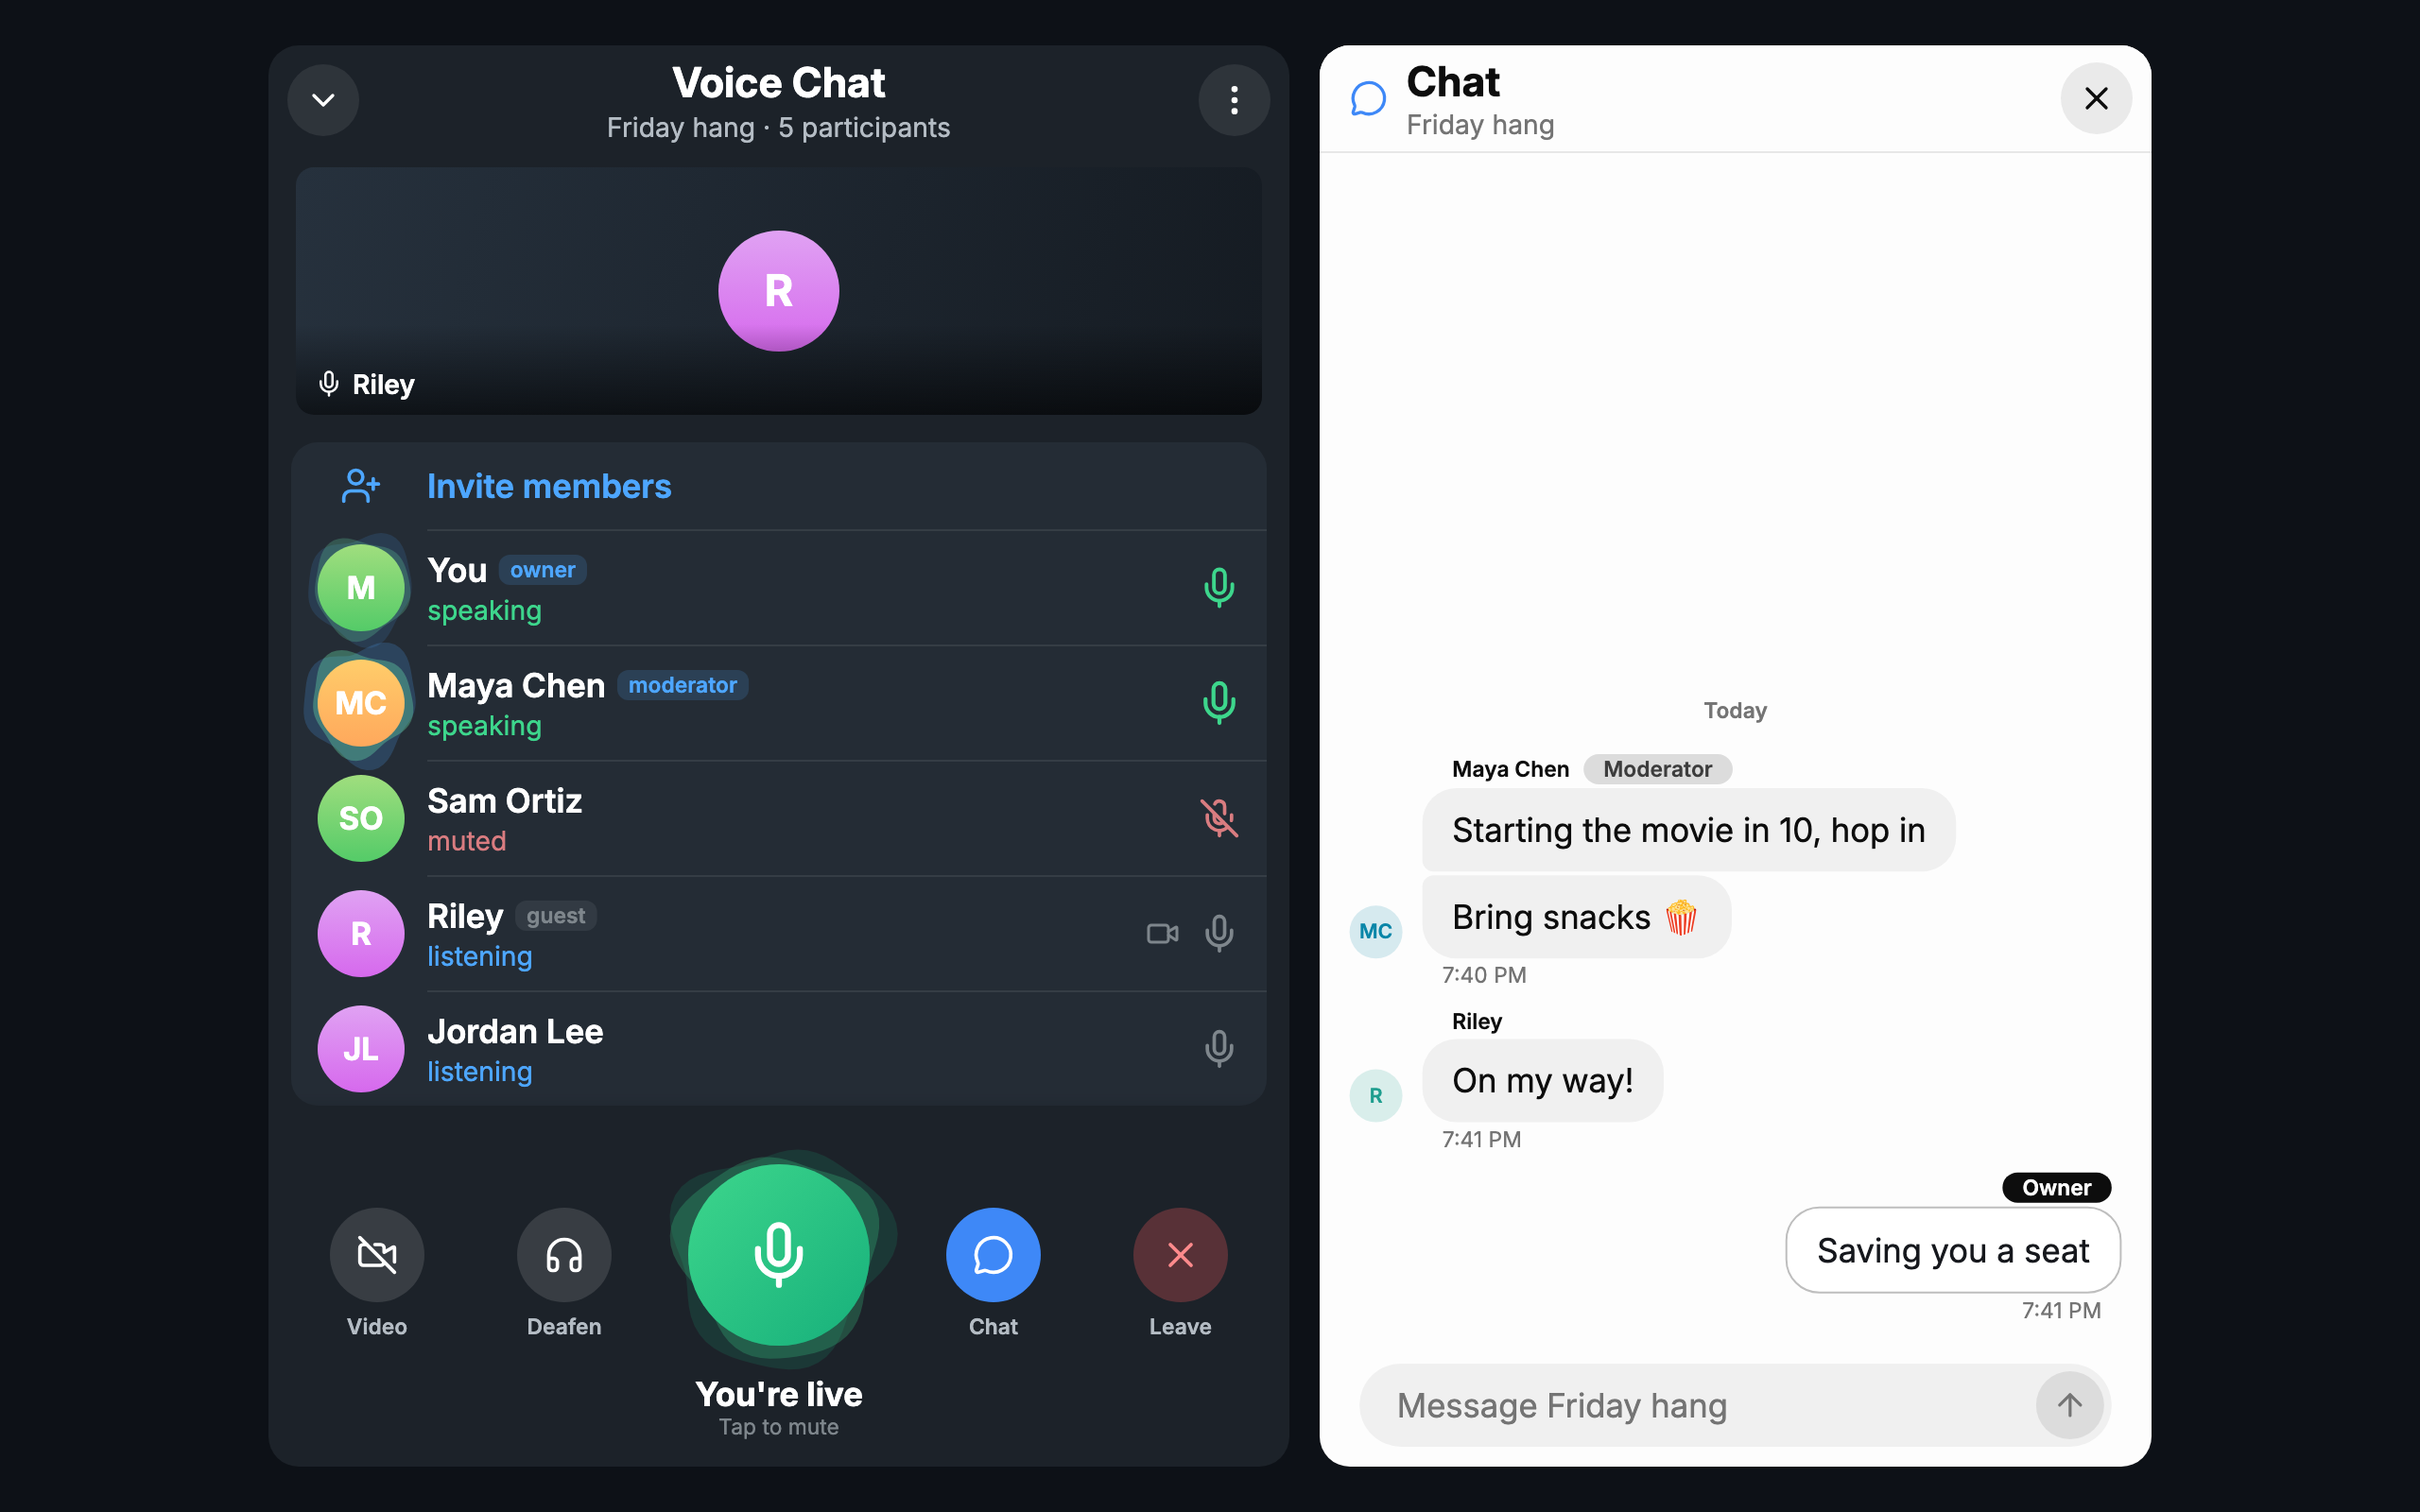 Voice Chat
Friday hang · 5 participants
R
Riley
Invite members
M
You owner
speaking
MC
Maya Chen moderator
speaking
SO
Sam Ortiz
muted
R
Riley guest
listening
JL
Jordan Lee
listening
Video
Deafen
Chat
Leave
You're live
Tap to mute
Chat
Friday hang
Today
Maya Chen Moderator
Starting the movie in 10, hop in
Bring snacks 🍿
MC
7:40 PM
Riley
On my way!
R
7:41 PM
Owner
Saving you a seat
7:41 PM
Message Friday hang